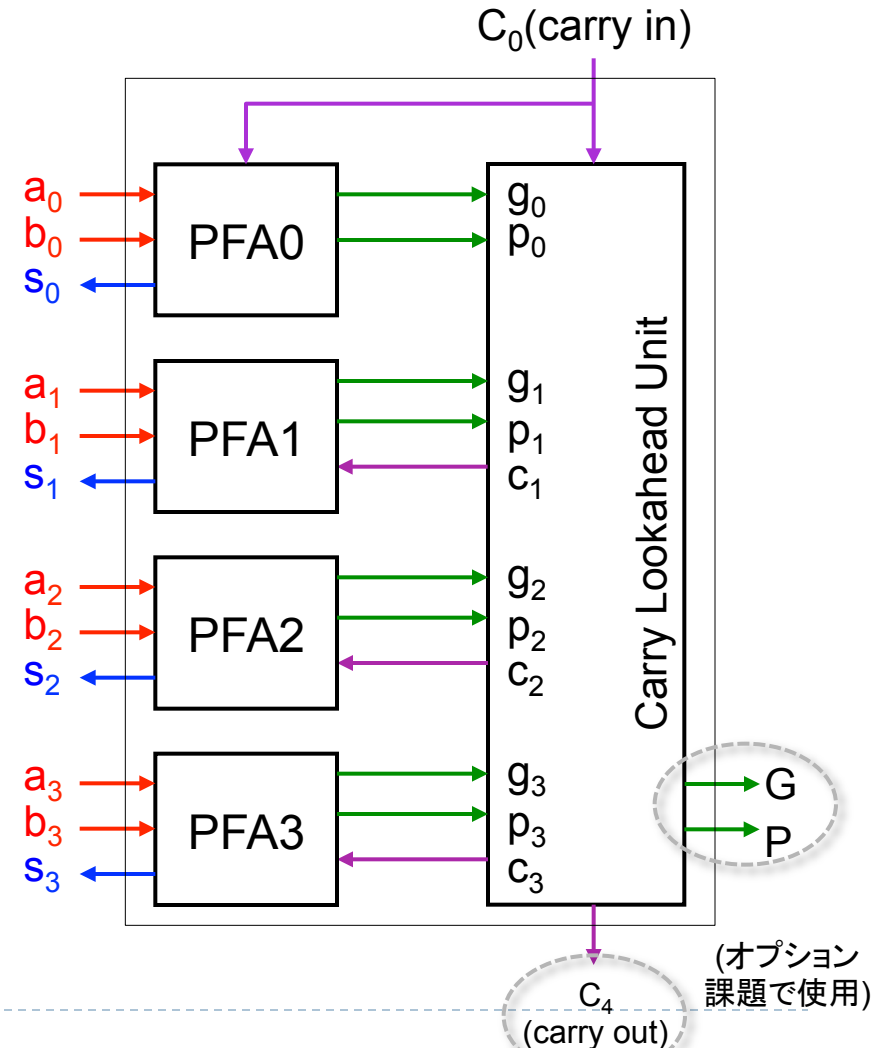 C₀(carry in)
a₀
b₀
s₀
PFA0
g₀
p₀
a₁
b₁
s₁
PFA1
g₁
p₁
c₁
a₂
b₂
s₂
PFA2
g₂
p₂
c₂
a₃
b₃
s₃
PFA3
g₃
p₃
c₃
Carry Lookahead Unit
G
P
(オプション
課題で使用)
C₄
(carry out)